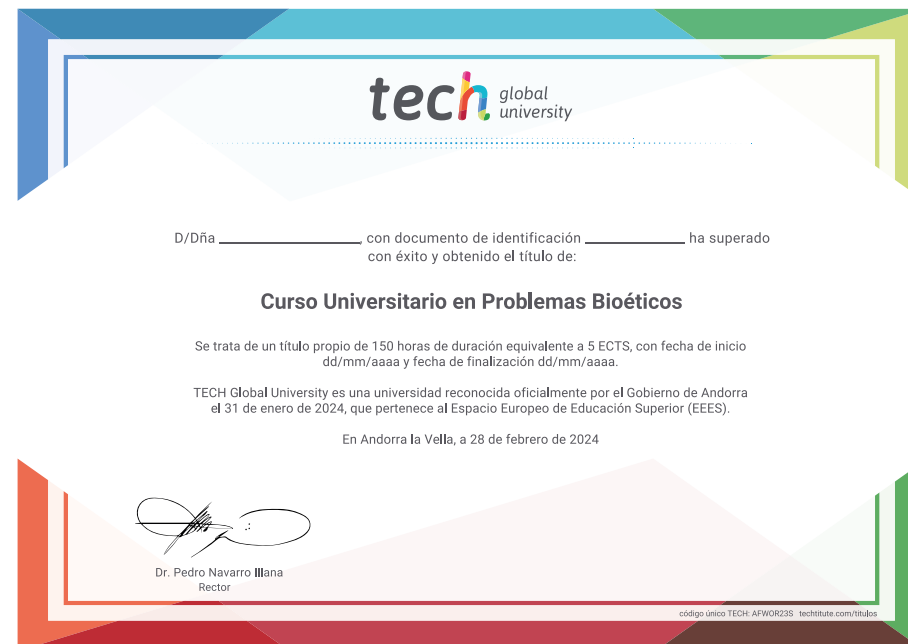 tech global university
D/Dña ____________________, con documento de identificación ______________ ha superado
con éxito y obtenido el título de:
Curso Universitario en Problemas Bioéticos
Se trata de un título propio de 150 horas de duración equivalente a 5 ECTS, con fecha de inicio
dd/mm/aaaa y fecha de finalización dd/mm/aaaa.
TECH Global University es una universidad reconocida oficialmente por el Gobierno de Andorra
el 31 de enero de 2024, que pertenece al Espacio Europeo de Educación Superior (EEES).
En Andorra la Vella, a 28 de febrero de 2024
Dr. Pedro Navarro Illana
Rector
código único TECH: AFWOR23S techtitute.com/titulos